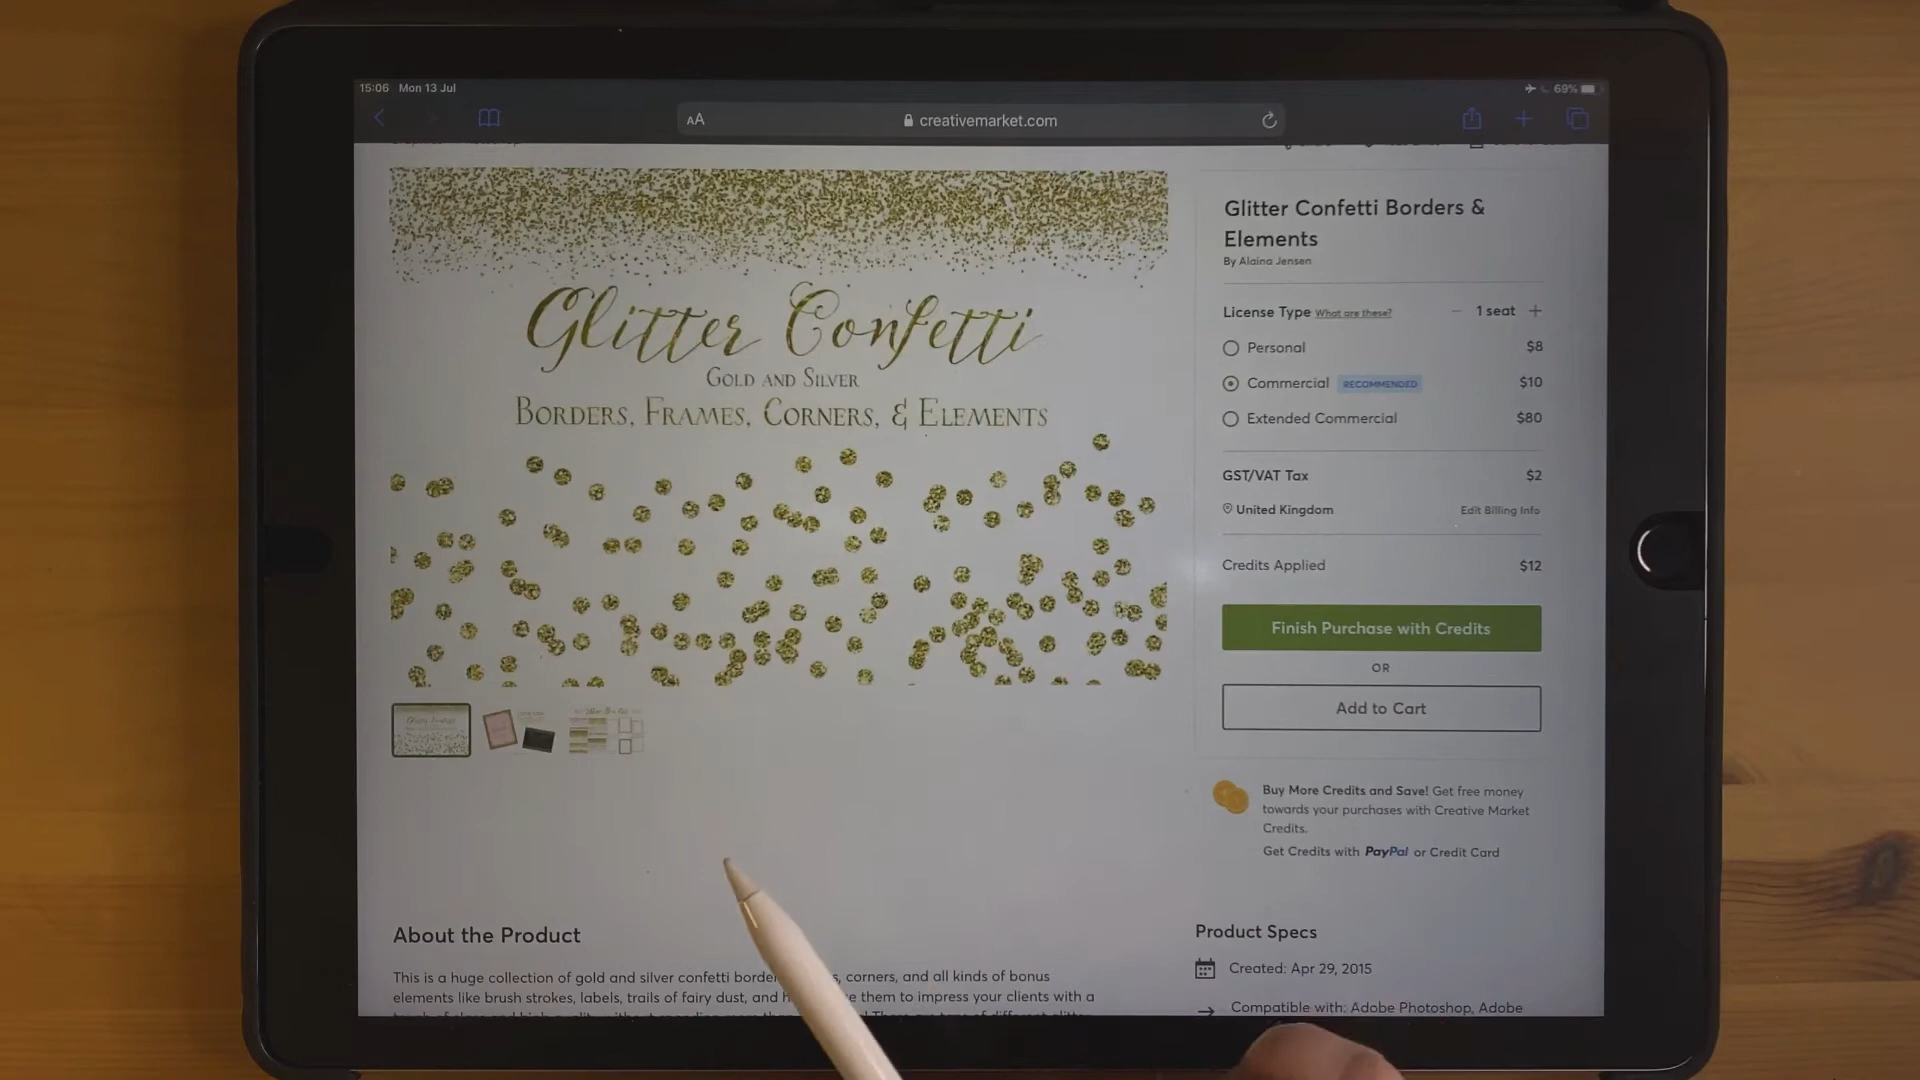 15:06 Mon 13 Jul
69%
AA
creativemarket.com
Glitter Confetti
Gold and Silver
Borders, Frames, Corners, & Elements
Glitter Confetti Borders &
Elements
By Alaina Jensen
License Type What are these? − 1 seat +
Personal $8
Commercial RECOMMENDED $10
Extended Commercial $80
GST/VAT Tax $2
United Kingdom Edit Billing Info
Credits Applied $12
Finish Purchase with Credits
OR
Add to Cart
Buy More Credits and Save! Get free money
towards your purchases with Creative Market
Credits.
Get Credits with PayPal or Credit Card
About the Product
This is a huge collection of gold and silver confetti corners, and all kinds of bonus
elements like brush strokes, labels, trails of fairy dust, and them to impress your clients with a
Product Specs
Created: Apr 29, 2015
Compatible with: Adobe Photoshop, Adobe